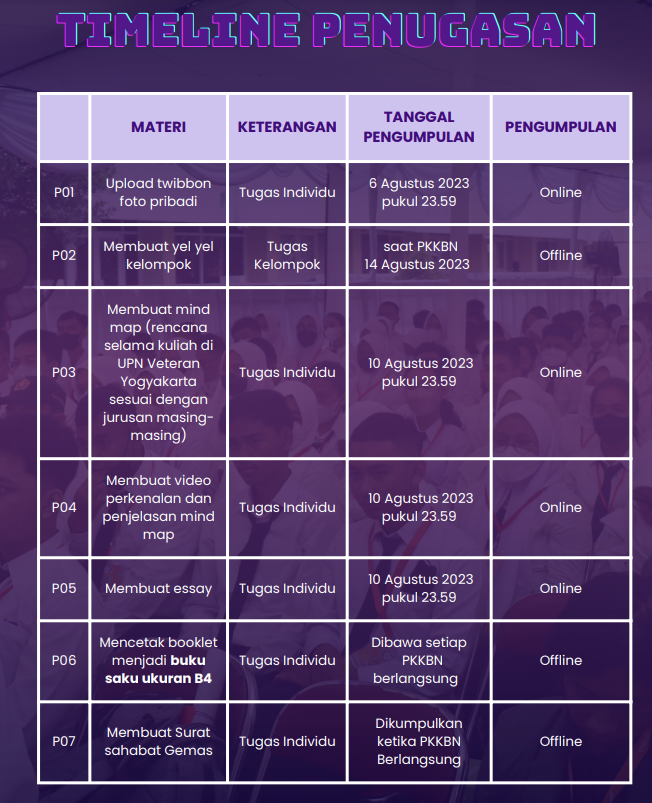 TIMELINE PENUGASAN
MATERI
KETERANGAN
TANGGAL
PENGUMPULAN
PENGUMPULAN
P01
Upload twibbon
foto pribadi
Tugas Individu
6 Agustus 2023
pukul 23.59
Online
P02
Membuat yel yel
kelompok
Tugas
Kelompok
saat PKKBN
14 Agustus 2023
Offline
P03
Membuat mind
map (rencana
selama kuliah di
UPN Veteran
Yogyakarta
sesuai dengan
jurusan masing-
masing)
Tugas Individu
10 Agustus 2023
pukul 23.59
Online
P04
Membuat video
perkenalan dan
penjelasan mind
map
Tugas Individu
10 Agustus 2023
pukul 23.59
Online
P05
Membuat essay
Tugas Individu
10 Agustus 2023
pukul 23.59
Online
P06
Mencetak booklet
menjadi buku
saku ukuran B4
Tugas Individu
Dibawa setiap
PKKBN
berlangsung
Offline
P07
Membuat Surat
sahabat Gemas
Tugas Individu
Dikumpulkan
ketika PKKBN
Berlangsung
Offline